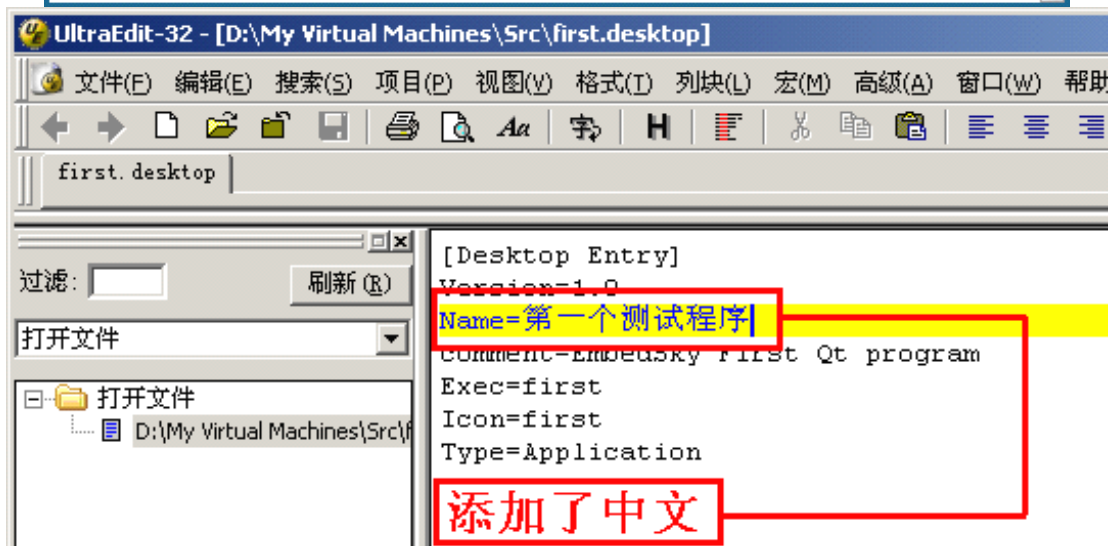 UltraEdit-32 - [D:\My Virtual Machines\Src\first.desktop]
文件(F) 编辑(E) 搜索(S) 项目(P) 视图(V) 格式(T) 列块(L) 宏(M) 高级(A) 窗口(W) 帮助
first.desktop
过滤: 刷新(R)
打开文件
打开文件
D:\My Virtual Machines\Src\f
[Desktop Entry]
Version=1.0
Name=第一个测试程序
Comment=EmbedSky First Qt program
Exec=first
Icon=first
Type=Application
添加了中文